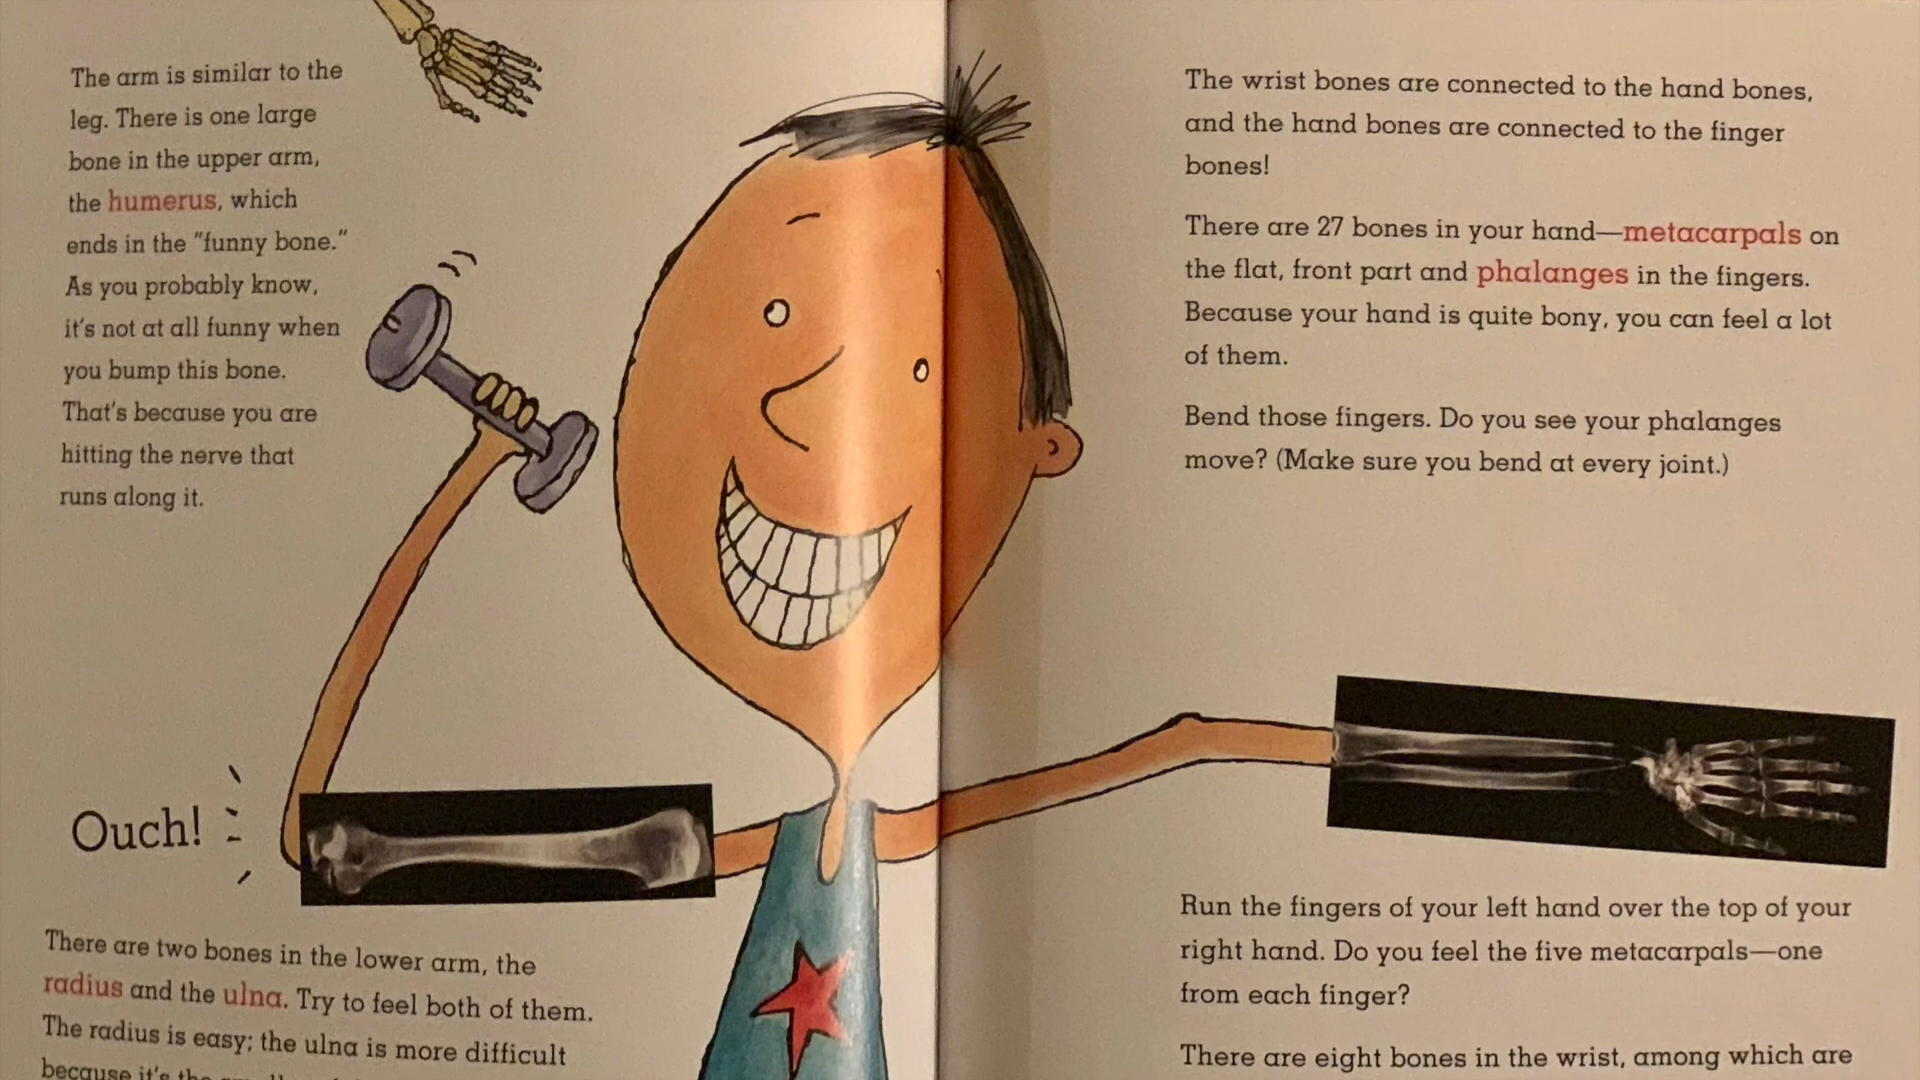 The arm is similar to the
leg. There is one large
bone in the upper arm,
the humerus, which
ends in the "funny bone."
As you probably know,
it's not at all funny when
you bump this bone.
That's because you are
hitting the nerve that
runs along it.
Ouch!
There are two bones in the lower arm, the
radius and the ulna. Try to feel both of them.
The radius is easy; the ulna is more difficult
because it's the
The wrist bones are connected to the hand bones,
and the hand bones are connected to the finger
bones!
There are 27 bones in your hand—metacarpals on
the flat, front part and phalanges in the fingers.
Because your hand is quite bony, you can feel a lot
of them.
Bend those fingers. Do you see your phalanges
move? (Make sure you bend at every joint.)
Run the fingers of your left hand over the top of your
right hand. Do you feel the five metacarpals—one
from each finger?
There are eight bones in the wrist, among which are